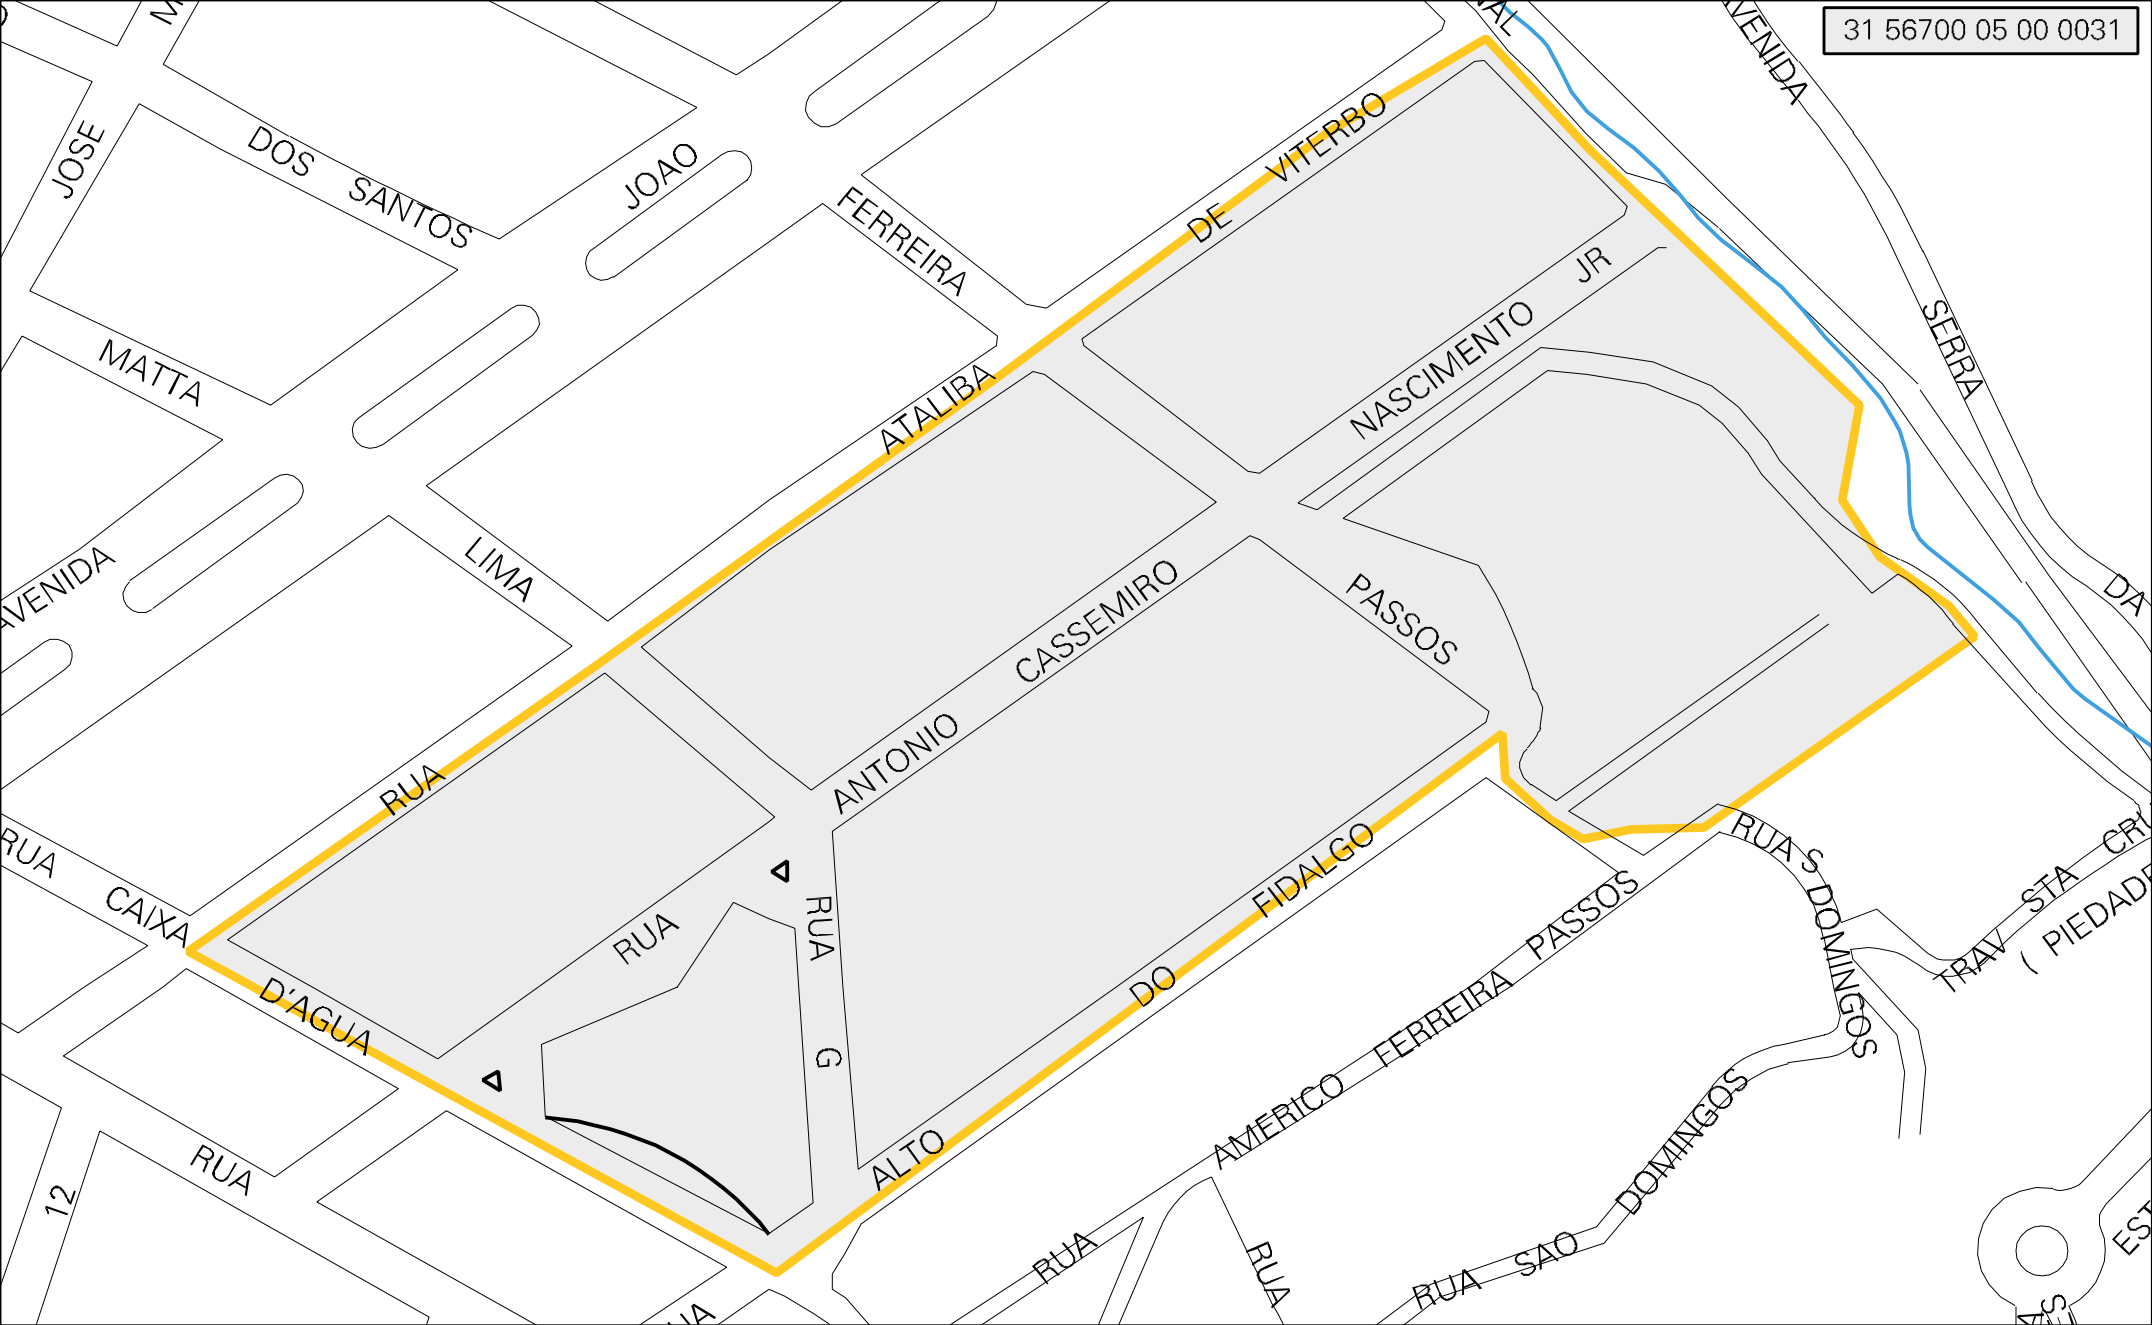 31 56700 05 00 0031
AVENIDA
JOSE
DOS SANTOS
JOAO
FERREIRA
RUA ATALIBA DE VITERBO
NASCIMENTO JR
SERRA
DA
MATTA
AVENIDA
LIMA
PASSOS
RUA ANTONIO CASSEMIRO
RUA
CAIXA
D'AGUA
RUA G
ALTO DO FIDALGO
RUA AMERICO FERREIRA PASSOS
RUA S DOMINGOS
TRAV STA
( PIEDADE
RUA
12
RUA
RUA SAO DOMINGOS